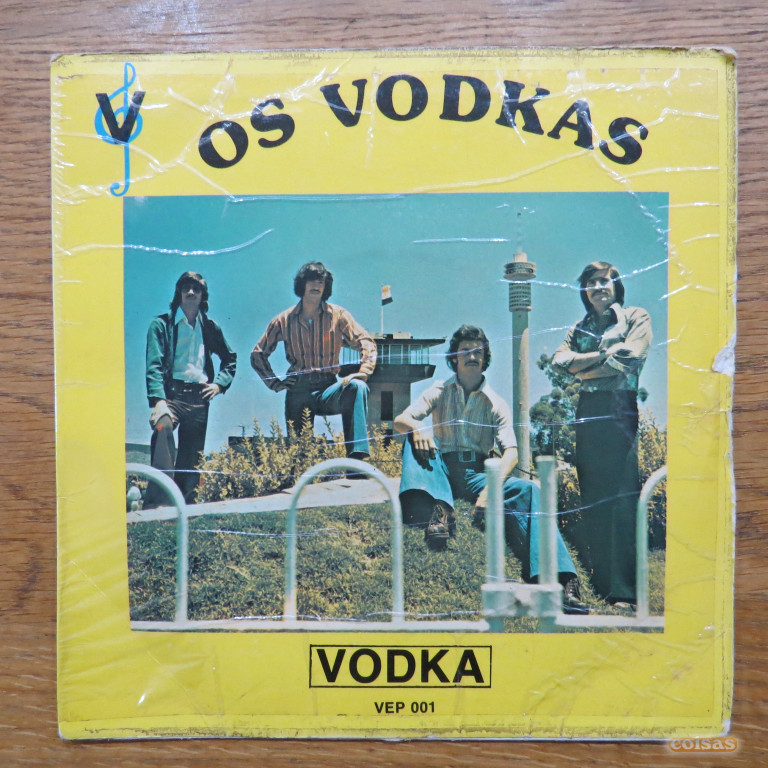 V
OS VODKAS
VODKA
VEP 001
coisas